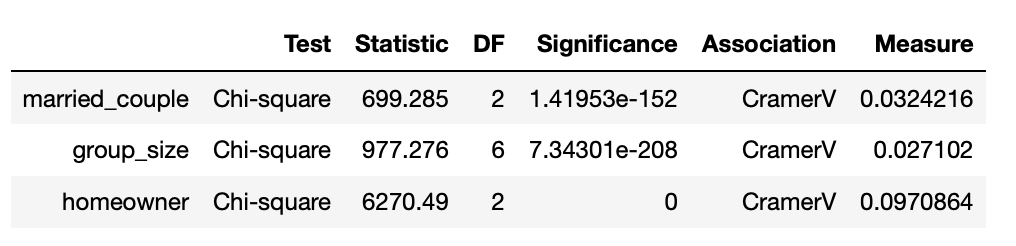 Test Statistic DF Significance Association Measure
married_couple Chi-square 699.285 2 1.41953e-152 CramerV 0.0324216
group_size Chi-square 977.276 6 7.34301e-208 CramerV 0.027102
homeowner Chi-square 6270.49 2 0 CramerV 0.0970864